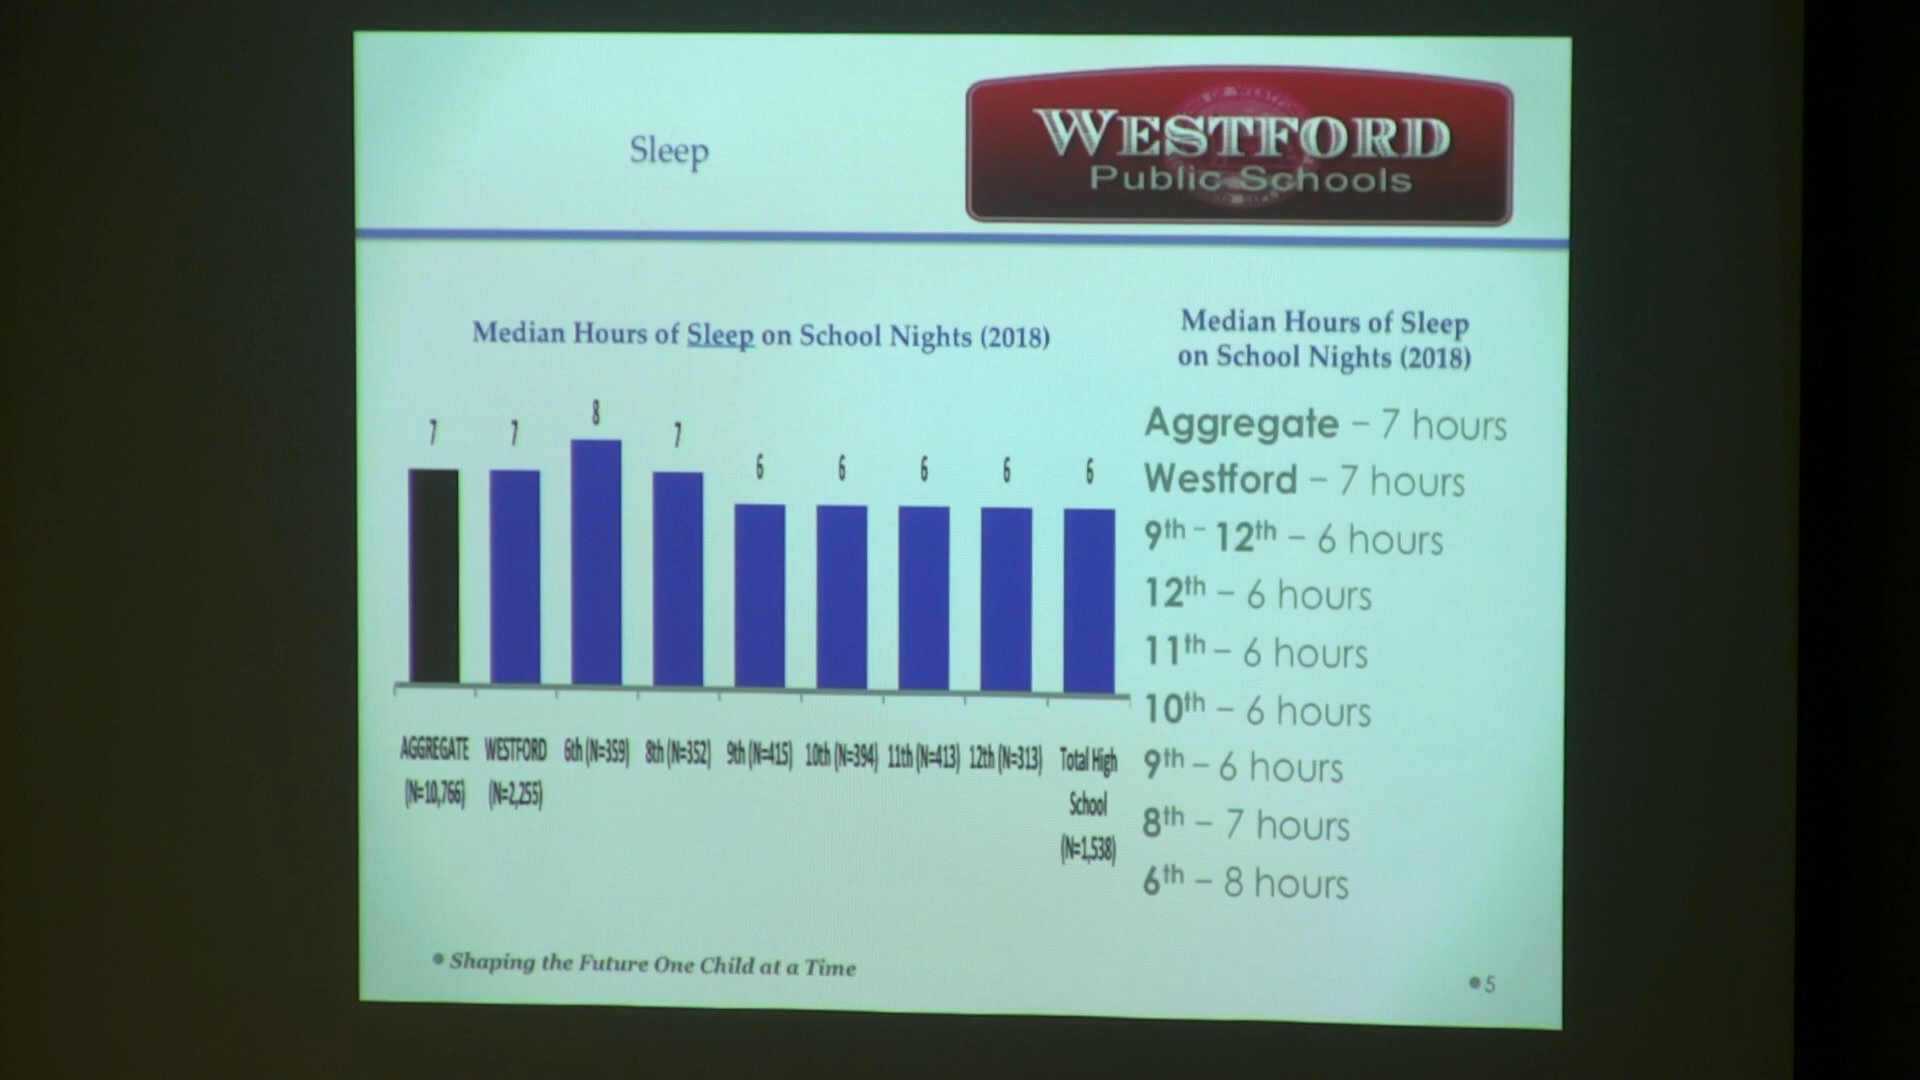 Sleep
WESTFORD
Public Schools
Median Hours of Sleep on School Nights (2018)
7
7
8
7
6
6
6
6
6
AGGREGATE
(N=10,766)
WESTFORD
(N=2,255)
6th (N=359)
8th (N=352)
9th (N=415)
10th (N=394)
11th (N=413)
12th (N=313)
Total High
School
(N=1,538)
Median Hours of Sleep
on School Nights (2018)
Aggregate – 7 hours
Westford – 7 hours
9th – 12th – 6 hours
12th – 6 hours
11th – 6 hours
10th – 6 hours
9th – 6 hours
8th – 7 hours
6th – 8 hours
• Shaping the Future One Child at a Time
• 5